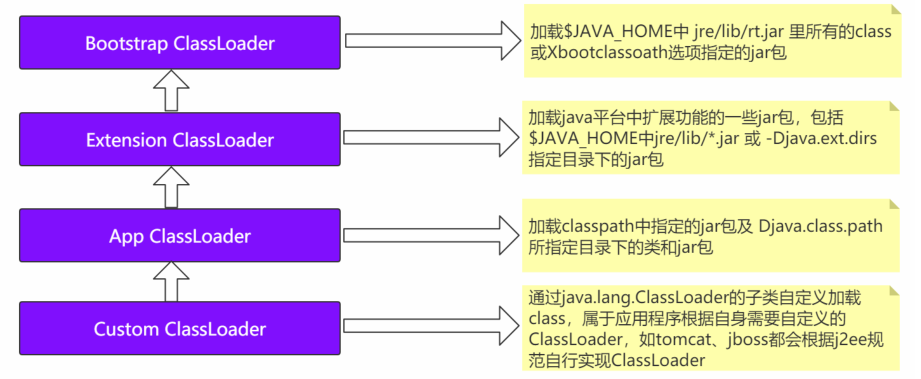 Bootstrap ClassLoader
加载$JAVA_HOME中 jre/lib/rt.jar 里所有的class
或Xbootclassoath选项指定的jar包
Extension ClassLoader
加载java平台中扩展功能的一些jar包，包括
$JAVA_HOME中jre/lib/*.jar 或 -Djava.ext.dirs
指定目录下的jar包
App ClassLoader
加载classpath中指定的jar包及 Djava.class.path
所指定目录下的类和jar包
Custom ClassLoader
通过java.lang.ClassLoader的子类自定义加载
class，属于应用程序根据自身需要自定义的
ClassLoader，如tomcat、jboss都会根据j2ee规
范自行实现ClassLoader